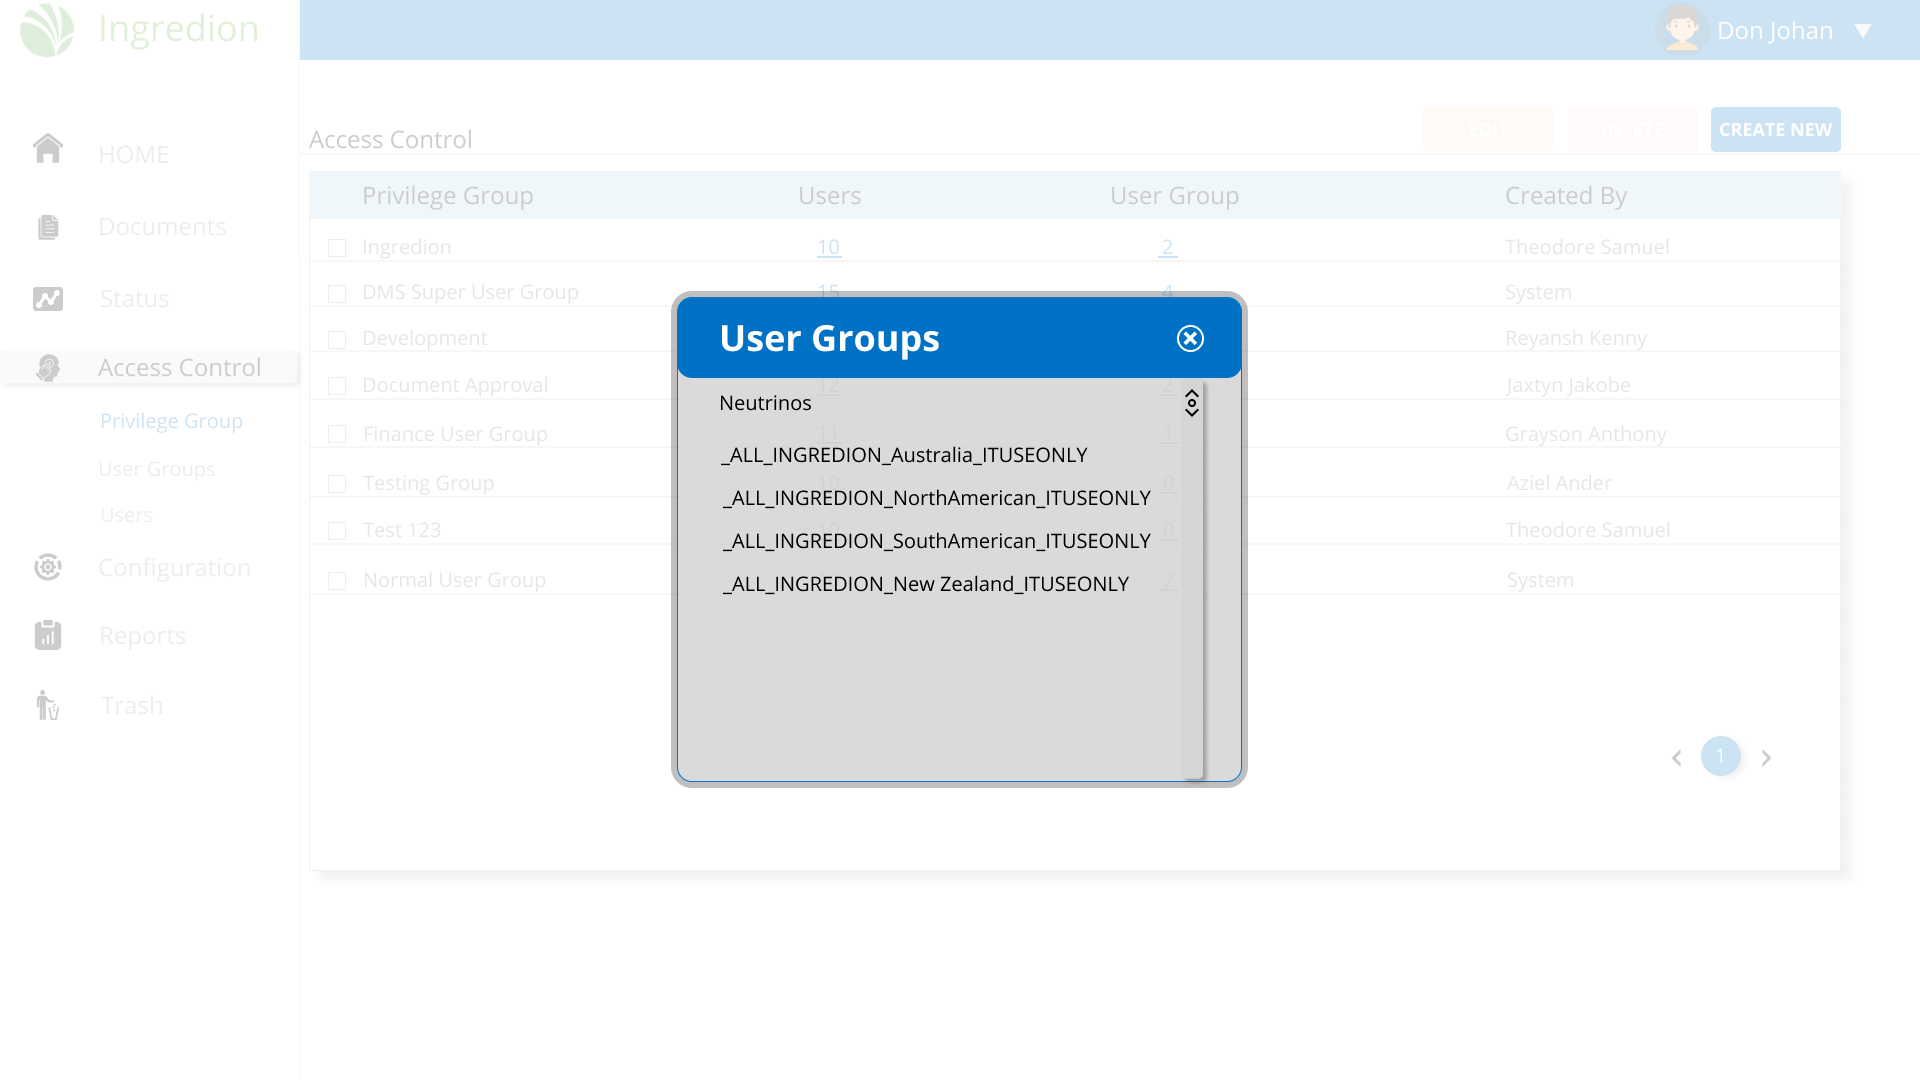 Ingredion
Don Johan ▼
HOME
Documents
Status
Access Control
Privilege Group
User Groups
Users
Configuration
Reports
Trash
Access Control
EDIT DELETE CREATE NEW
Privilege Group Users User Group Created By
Ingredion 10 2 Theodore Samuel
DMS Super User Group 15 4 System
Development Reyansh Kenny
Document Approval 12 2 Jaxtyn Jakobe
Finance User Group 11 1 Grayson Anthony
Testing Group 10 0 Aziel Ander
Test 123 10 0 Theodore Samuel
Normal User Group 2 System
1
User Groups
Neutrinos
_ALL_INGREDION_Australia_ITUSEONLY
_ALL_INGREDION_NorthAmerican_ITUSEONLY
_ALL_INGREDION_SouthAmerican_ITUSEONLY
_ALL_INGREDION_New Zealand_ITUSEONLY